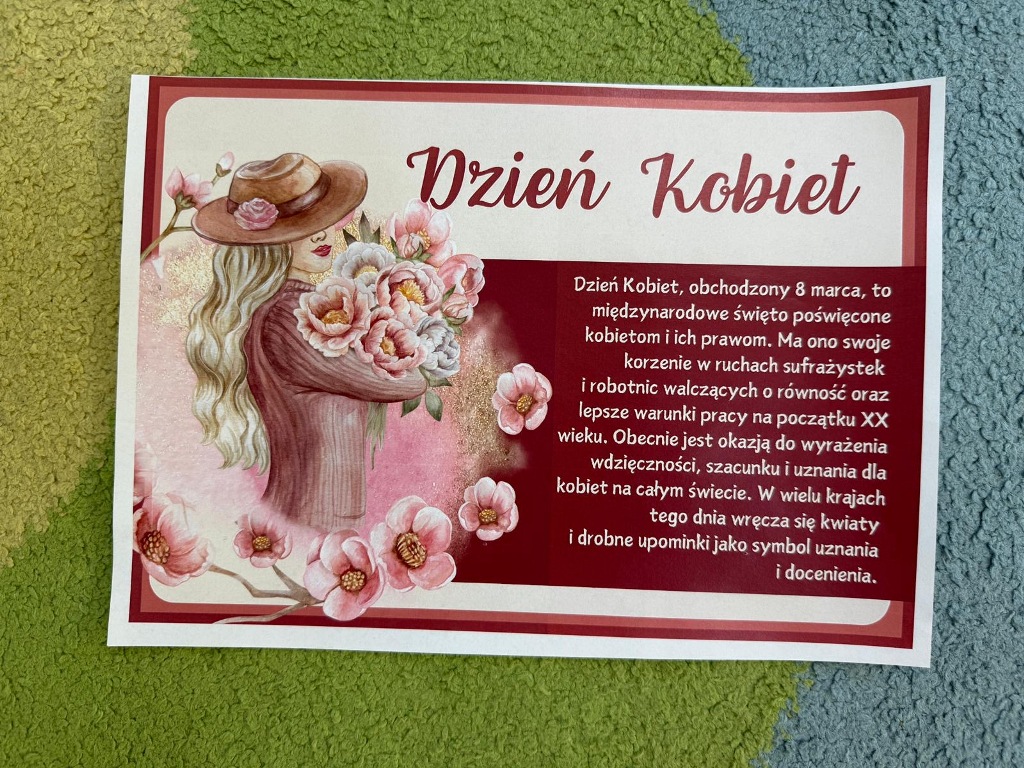 Dzień Kobiet
Dzień Kobiet, obchodzony 8 marca, to
międzynarodowe święto poświęcone
kobietom i ich prawom. Ma ono swoje
korzenie w ruchach sufrażystek
i robotnic walczących o równość oraz
lepsze warunki pracy na początku XX
wieku. Obecnie jest okazją do wyrażenia
wdzięczności, szacunku i uznania dla
kobiet na całym świecie. W wielu krajach
tego dnia wręcza się kwiaty
i drobne upominki jako symbol uznania
i docenienia.